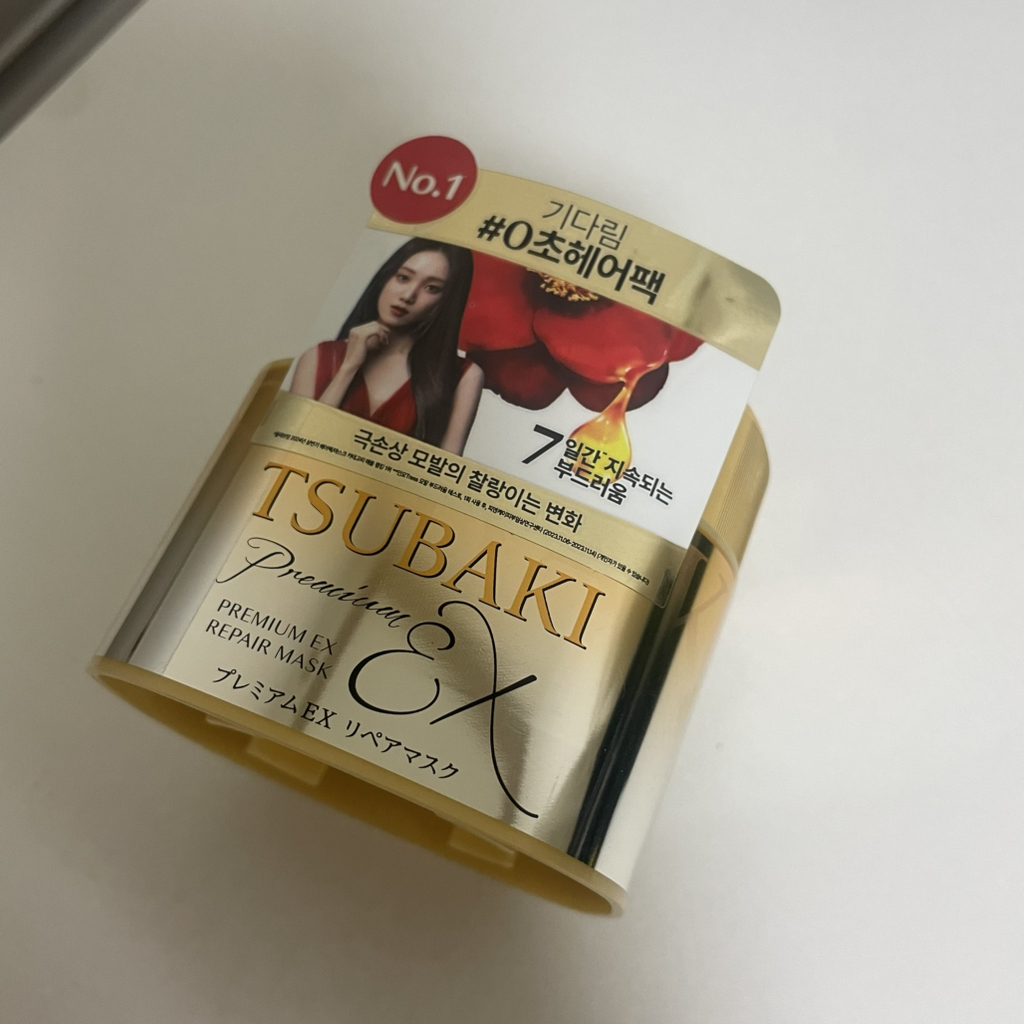 No.1
기다림
#0초헤어팩
7일간 지속되는
부드러움
극손상 모발의 찰랑이는 변화
TSUBAKI
Premium EX
PREMIUM EX
REPAIR MASK
プレミアムEX リペアマスク